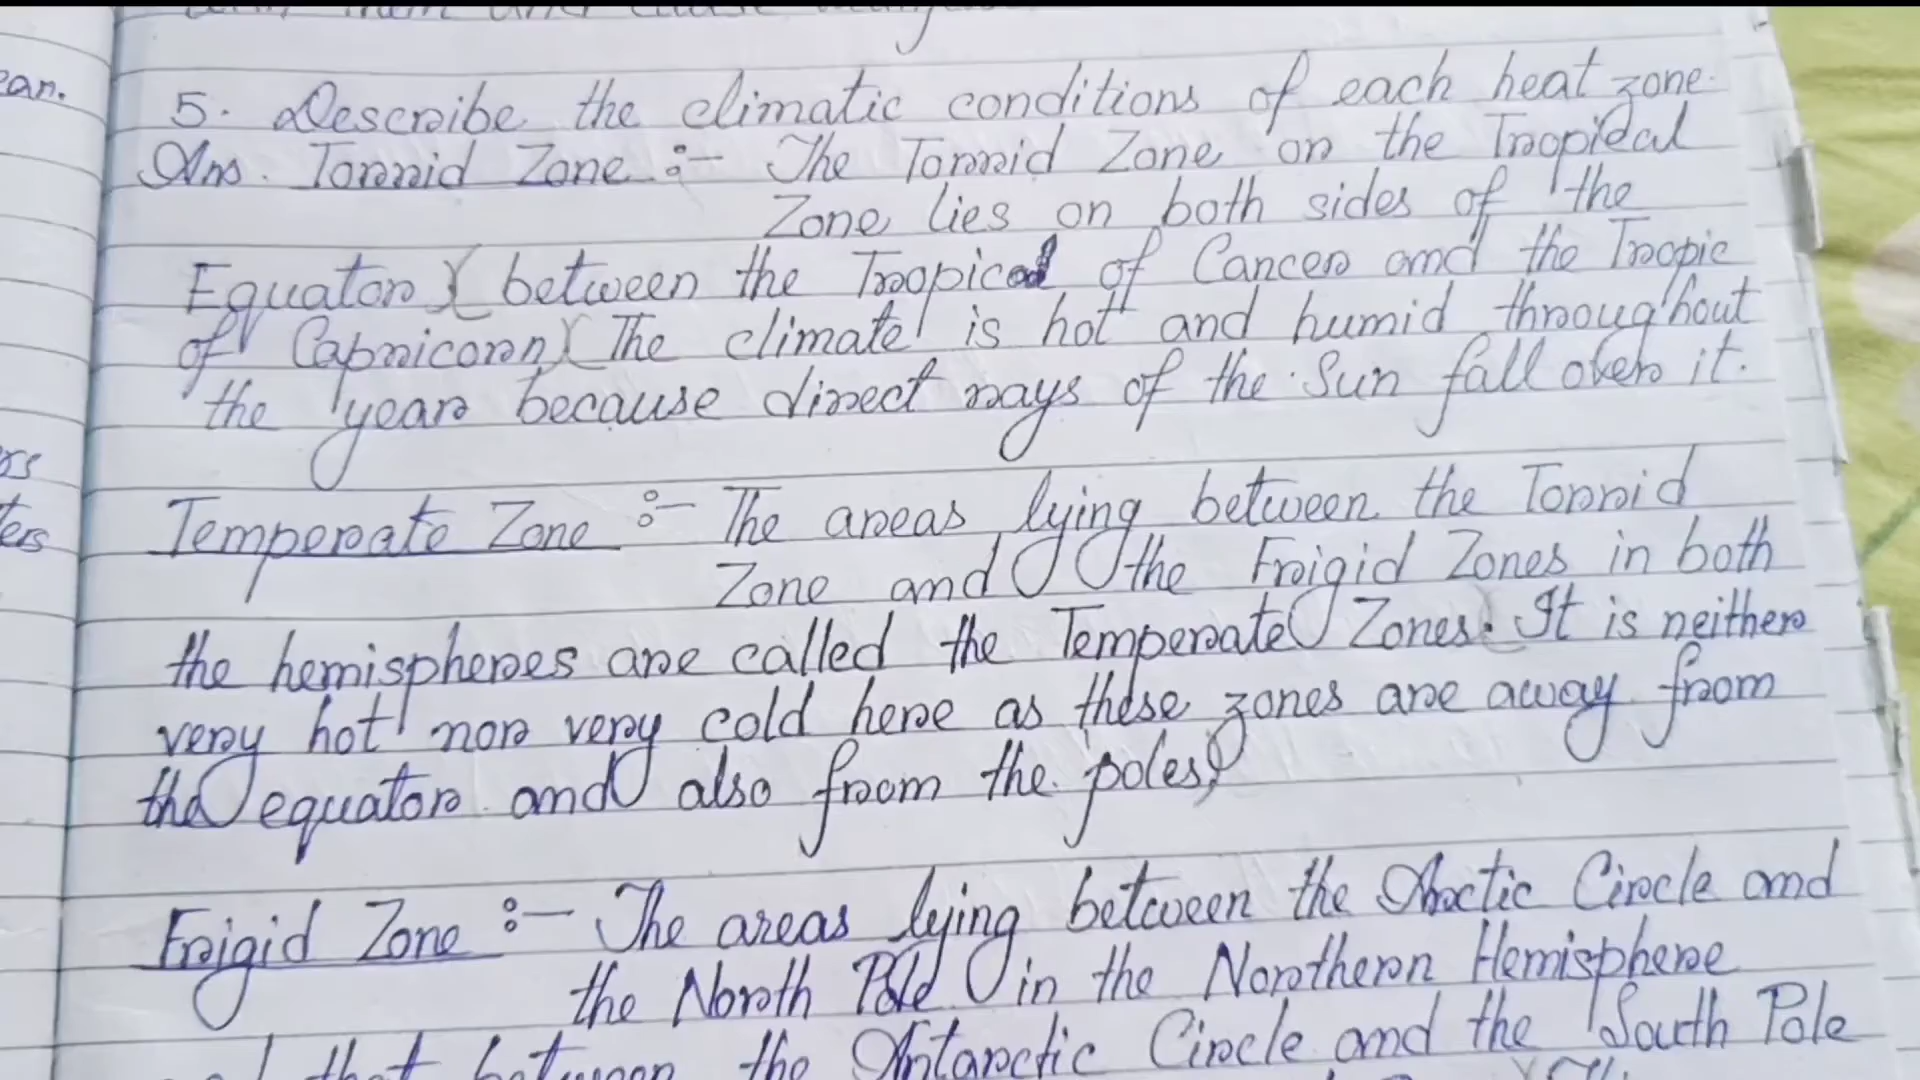 ean.
5. Describe the climatic conditions of each heat zone.
Ans. Torrid Zone :- The Torrid Zone or the Tropical
Zone lies on both sides of the
Equator between the Tropic of Cancer and the Tropic
of Capricorn The climate is hot and humid throughout
the year because direct rays of the Sun fall over it.
rs
ters
Temperate Zone :- The areas lying between the Torrid
Zone and the Frigid Zones in both
the hemispheres are called the Temperate Zones. It is neither
very hot nor very cold here as these zones are away from
the equator and also from the poles,
Frigid Zone :- The areas lying between the Arctic Circle and
the North Pole in the Northern Hemisphere
that between the Antarctic Circle and the South Pole